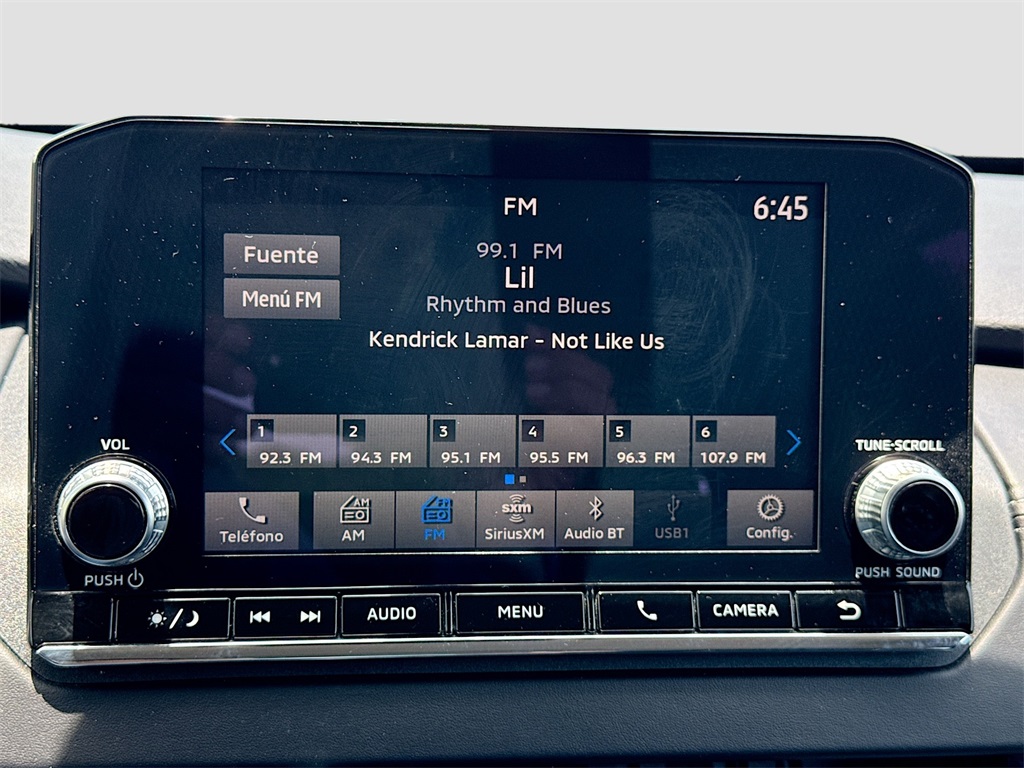 FM
6:45
Fuente
99.1 FM
Lil
Menú FM
Rhythm and Blues
Kendrick Lamar - Not Like Us
1 2 3 4 5 6
92.3 FM 94.3 FM 95.1 FM 95.5 FM 96.3 FM 107.9 FM
VOL
TUNE-SCROLL
AM FM sxm
Teléfono AM FM SiriusXM Audio BT USB1 Config.
PUSH
PUSH SOUND
AUDIO MENU CAMERA